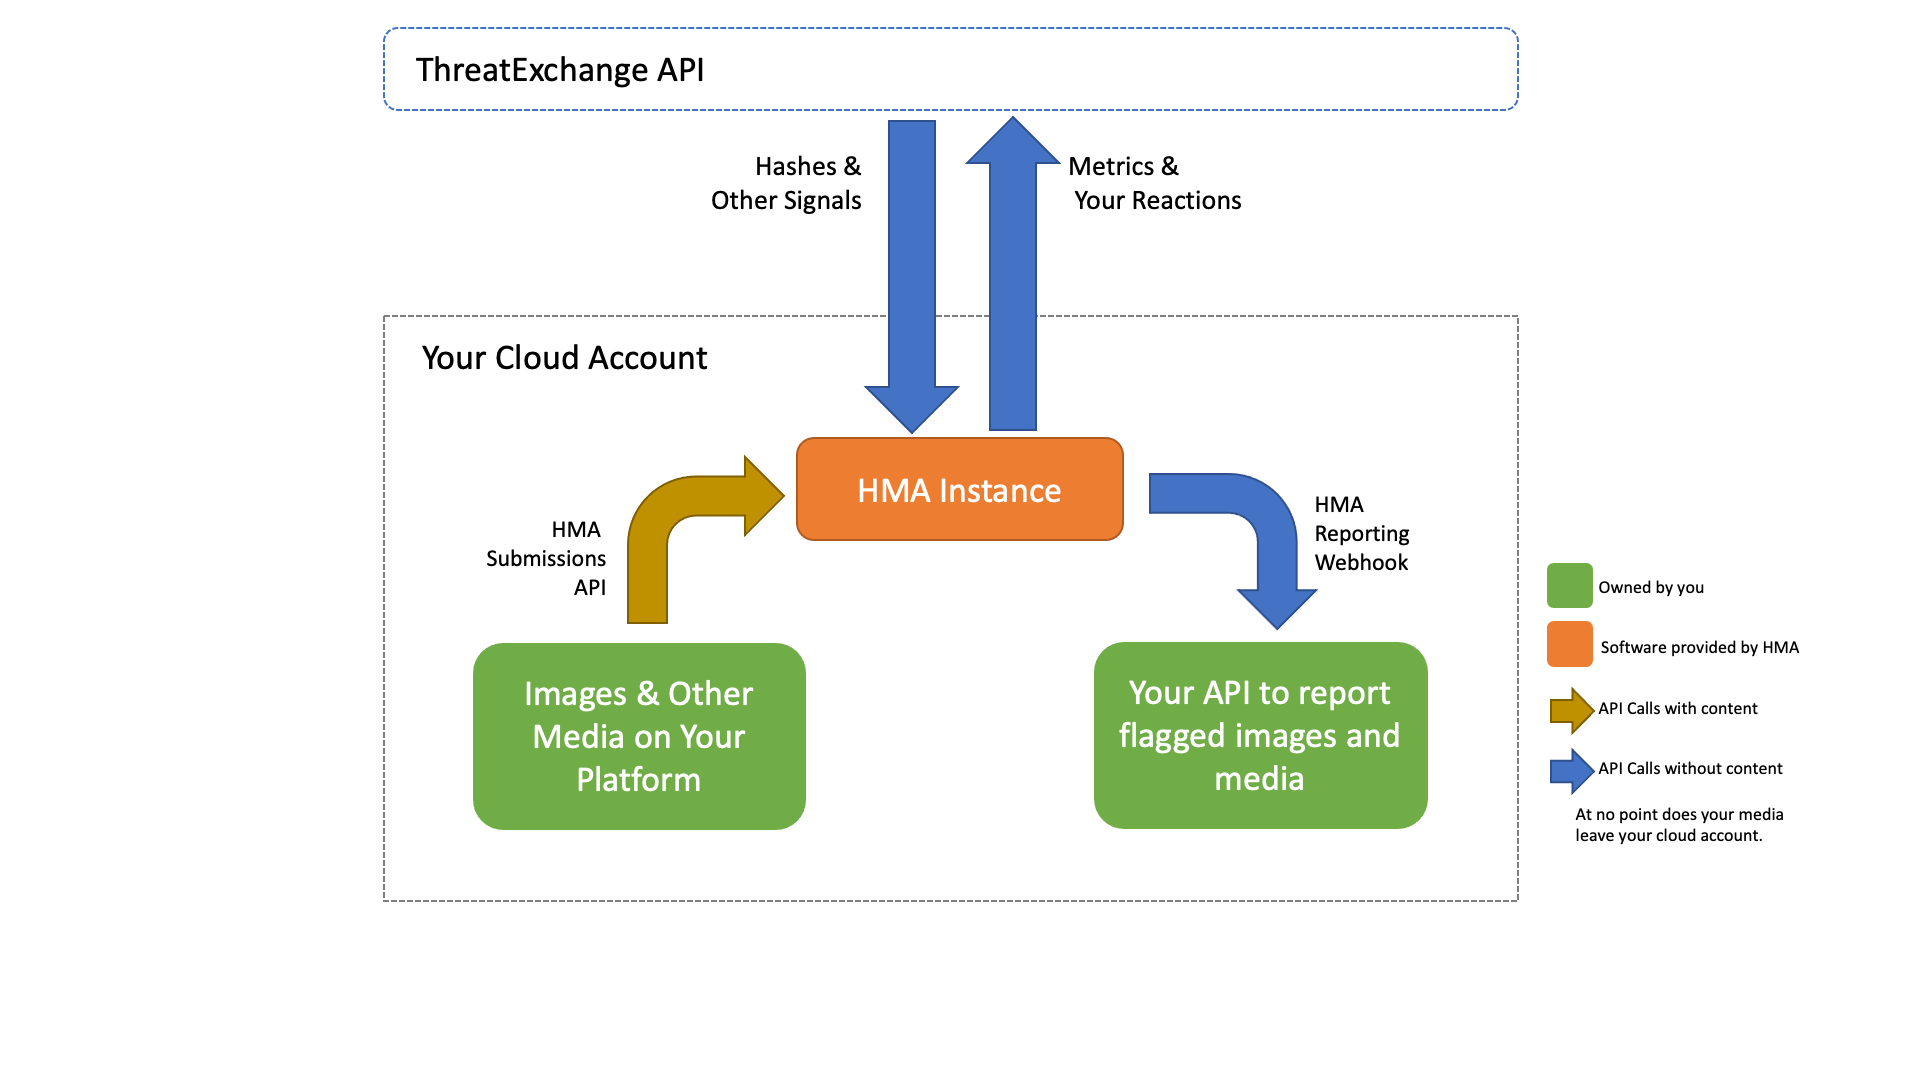 ThreatExchange API
Hashes &
Other Signals
Metrics &
Your Reactions
Your Cloud Account
HMA Instance
HMA
Submissions
API
HMA
Reporting
Webhook
Images & Other
Media on Your
Platform
Your API to report
flagged images and
media
Owned by you
Software provided by HMA
API Calls with content
API Calls without content
At no point does your media
leave your cloud account.